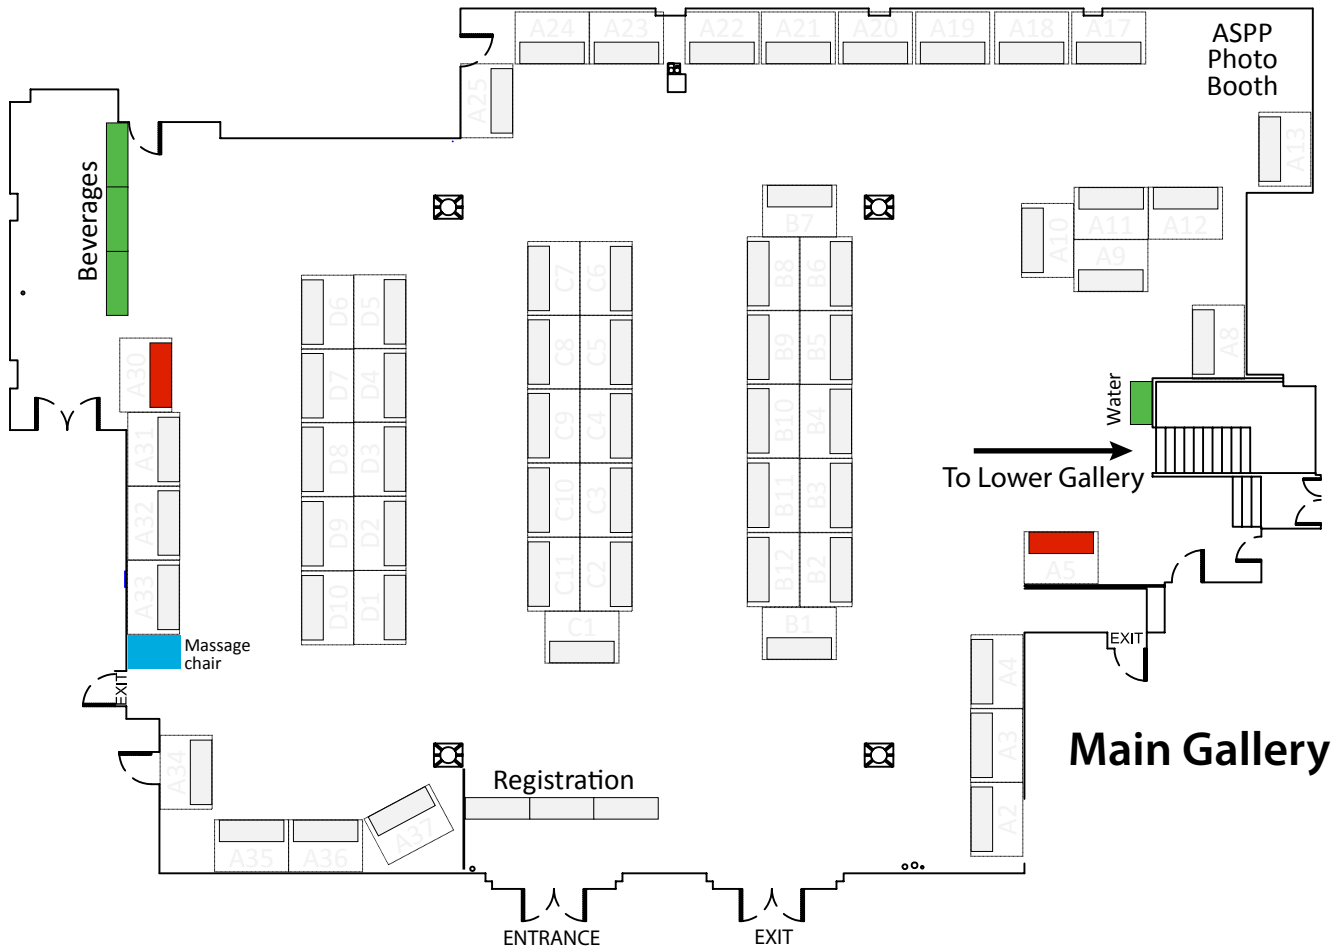 A24
A23
A22
A21
A20
A19
A18
A17
ASPP
Photo
Booth
A25
A13
Beverages
B7
A10
A11
A12
A9
D6
D5
C7
C6
B8
B6
A8
A30
D7
D4
C8
C5
B9
B5
Water
A31
D8
D3
C9
C4
B10
B4
To Lower Gallery
A32
D9
D2
C10
C3
B11
B3
A33
D10
D1
C11
C2
B12
B2
A5
C1
B1
EXIT
Massage
chair
EXIT
A4
A3
Main Gallery
A34
Registration
A2
A35
A36
A37
ENTRANCE
EXIT